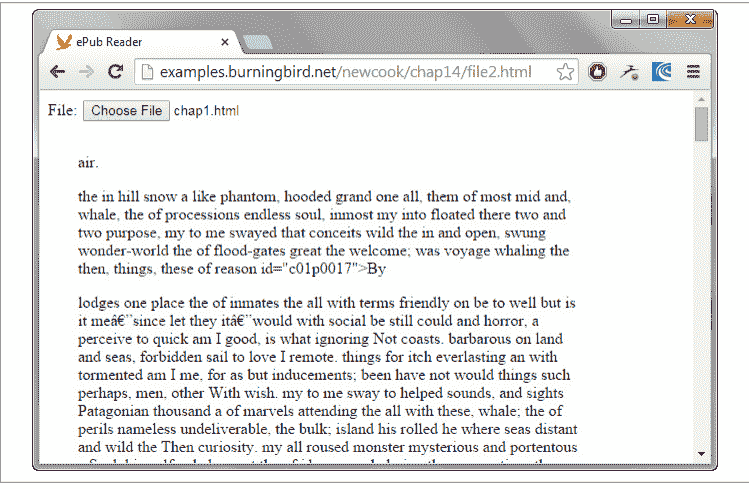 ePub Reader
examples.burningbird.net/newcook/chap14/file2.html
File: Choose File chap1.html
air.
the in hill snow a like phantom, hooded grand one all, them of most mid and,
whale, the of processions endless soul, inmost my into floated there two and
two purpose, my to me swayed that conceits wild the in and open, swung
wonder-world the of flood-gates great the welcome; was voyage whaling the
then, things, these of reason id="c01p0017">By
lodges one place the of inmates the all with terms friendly on be to well but is
it meâ€”since let they itâ€”would with social be still could and horror, a
perceive to quick am I good, is what ignoring Not coasts. barbarous on land
and seas, forbidden sail to love I remote. things for itch everlasting an with
tormented am I me, for as but inducements; been have not would things such
perhaps, men, other With wish. my to me sway to helped sounds, and sights
Patagonian thousand a of marvels attending the all with these, whale; the of
perils nameless undeliverable, the bulk; island his rolled he where seas distant
and wild the Then curiosity. my all roused monster mysterious and portentous